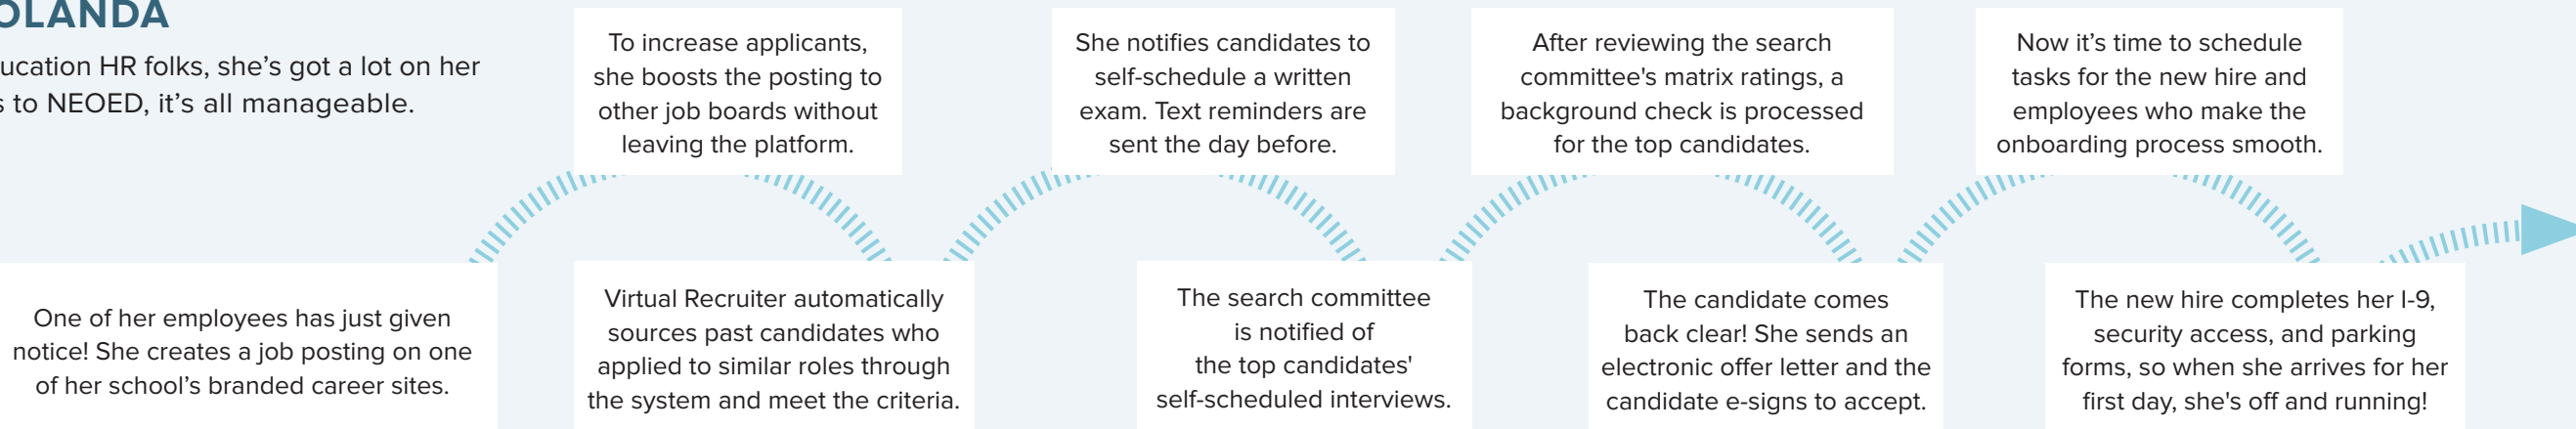 OLANDA
ucation HR folks, she's got a lot on her
s to NEOED, it's all manageable.
One of her employees has just given
notice! She creates a job posting on one
of her school's branded career sites.
To increase applicants,
she boosts the posting to
other job boards without
leaving the platform.
Virtual Recruiter automatically
sources past candidates who
applied to similar roles through
the system and meet the criteria.
She notifies candidates to
self-schedule a written
exam. Text reminders are
sent the day before.
The search committee
is notified of
the top candidates'
self-scheduled interviews.
After reviewing the search
committee's matrix ratings, a
background check is processed
for the top candidates.
The candidate comes
back clear! She sends an
electronic offer letter and the
candidate e-signs to accept.
Now it's time to schedule
tasks for the new hire and
employees who make the
onboarding process smooth.
The new hire completes her I-9,
security access, and parking
forms, so when she arrives for her
first day, she's off and running!